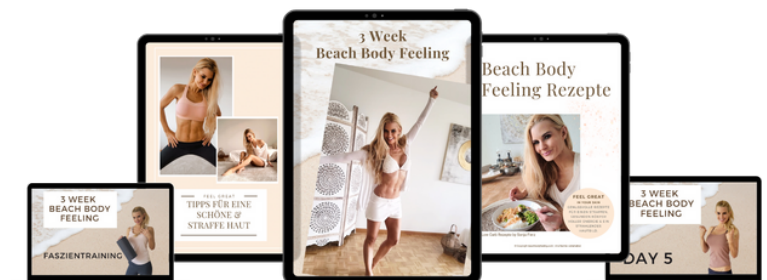 3 WEEK
BEACH BODY
FEELING
FASZIENTRAINING
FEEL GREAT
TIPPS FÜR EINE
SCHÖNE &
STRAFFE HAUT
3 Week
Beach Body Feeling
Beach Body
Feeling Rezepte
FEEL GREAT
3 WEEK
BEACH BODY
FEELING
DAY 5